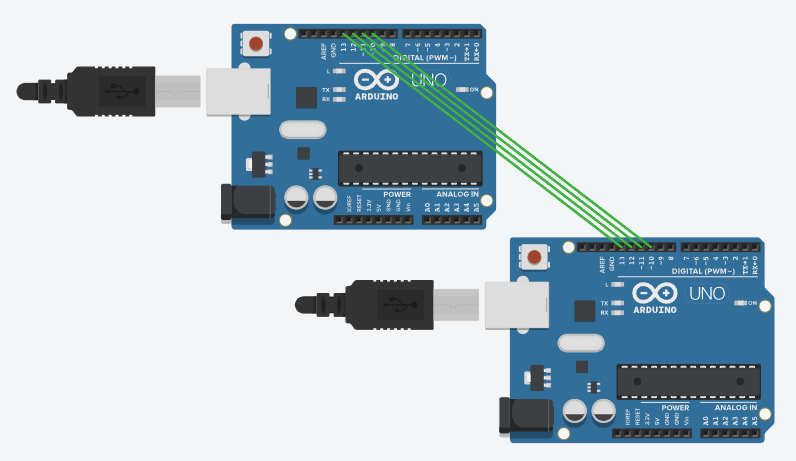 AREF
GND
13
12
~11
~10
~9
8
7
~6
~5
4
~3
2
TX→1
RX←0
DIGITAL (PWM~)
L
UNO
TX
RX
ON
ARDUINO
POWER
ANALOG IN
IOREF
RESET
3.3V
5V
GND
GND
Vin
A0
A1
A2
A3
A4
A5
AREF
GND
13
12
~11
~10
~9
8
7
~6
~5
4
~3
2
TX→1
RX←0
DIGITAL (PWM~)
L
UNO
TX
RX
ON
ARDUINO
POWER
ANALOG IN
IOREF
RESET
3.3V
5V
GND
GND
Vin
A0
A1
A2
A3
A4
A5